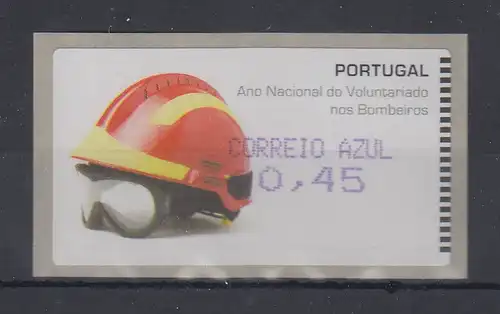 PORTUGAL
Ano Nacional do Voluntariado
nos Bombeiros
CORREIO AZUL
0,45